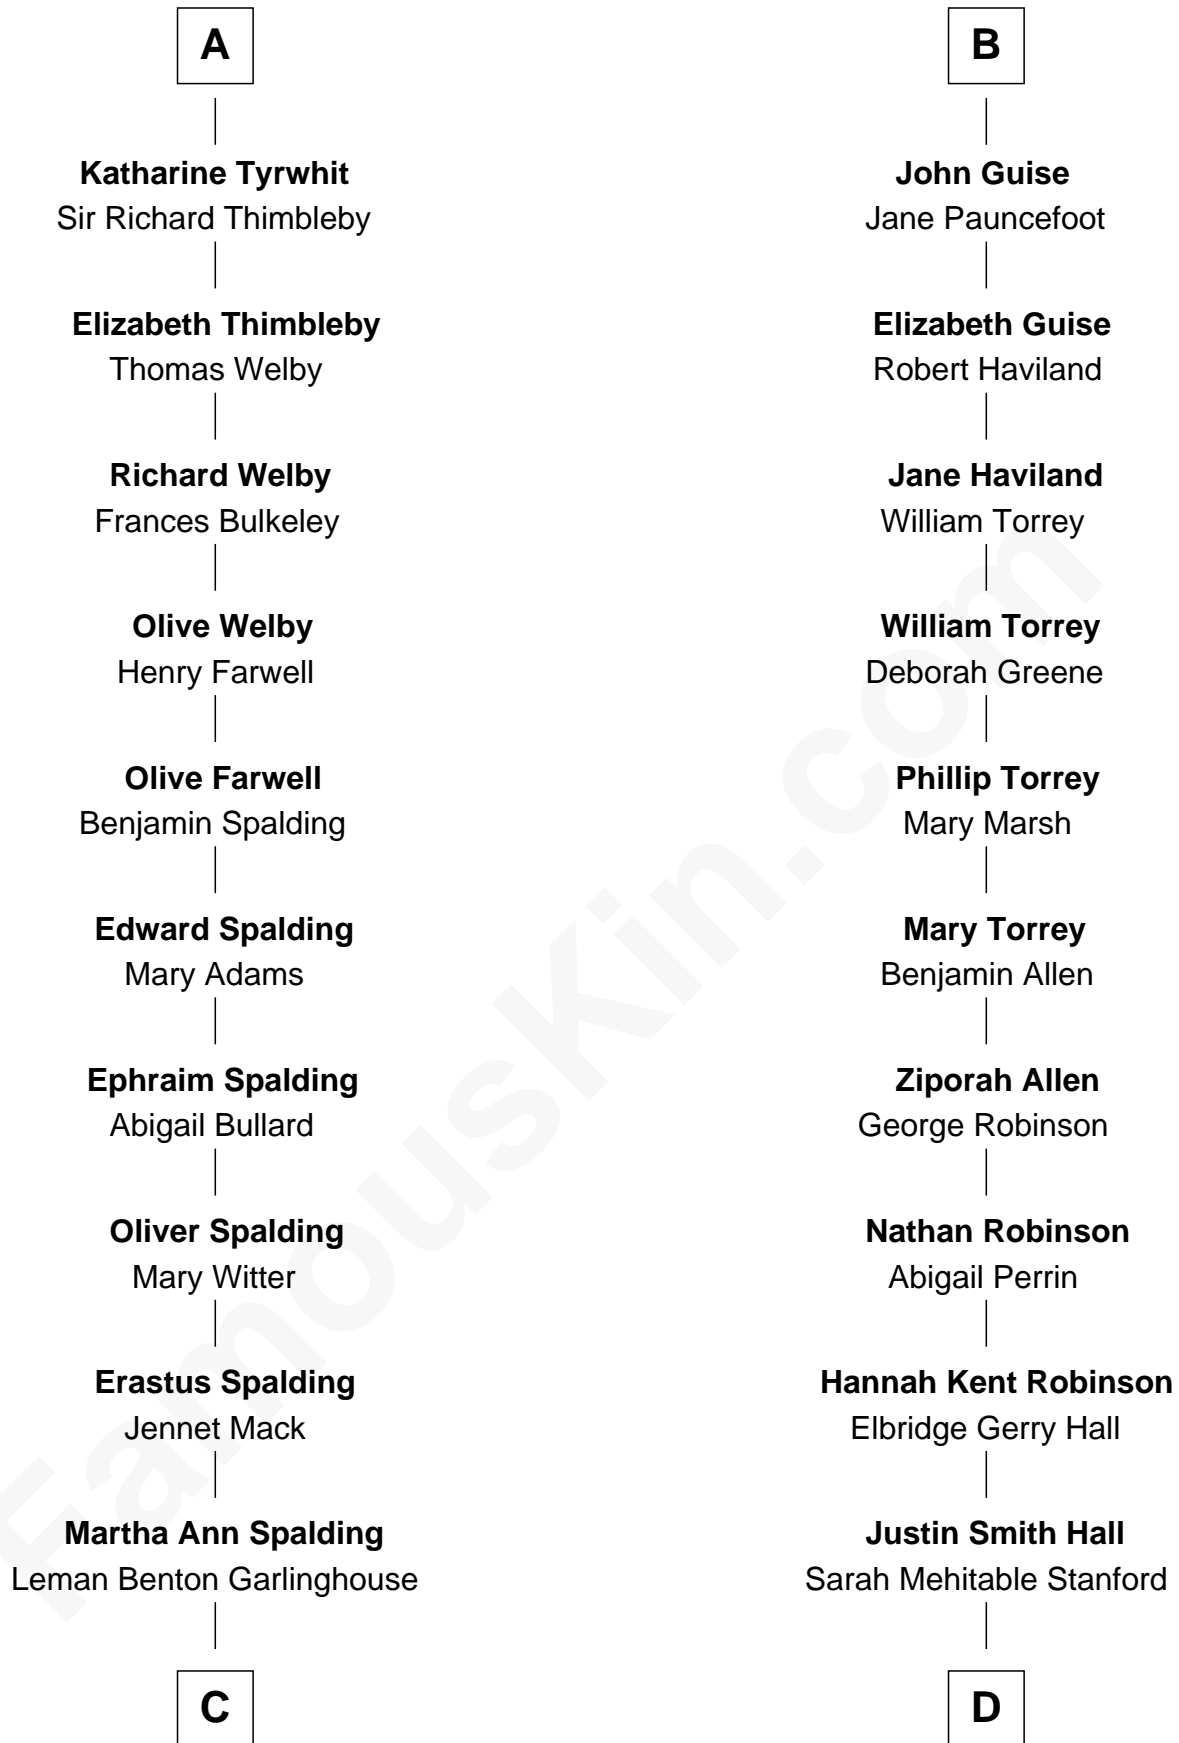 A
Katharine Tyrwhit
Sir Richard Thimbleby
Elizabeth Thimbleby
Thomas Welby
Richard Welby
Frances Bulkeley
Olive Welby
Henry Farwell
Olive Farwell
Benjamin Spalding
Edward Spalding
Mary Adams
Ephraim Spalding
Abigail Bullard
Oliver Spalding
Mary Witter
Erastus Spalding
Jennet Mack
Martha Ann Spalding
Leman Benton Garlinghouse
C
B
John Guise
Jane Pauncefoot
Elizabeth Guise
Robert Haviland
Jane Haviland
William Torrey
William Torrey
Deborah Greene
Phillip Torrey
Mary Marsh
Mary Torrey
Benjamin Allen
Ziporah Allen
George Robinson
Nathan Robinson
Abigail Perrin
Hannah Kent Robinson
Elbridge Gerry Hall
Justin Smith Hall
Sarah Mehitable Stanford
D
FamousKin.com